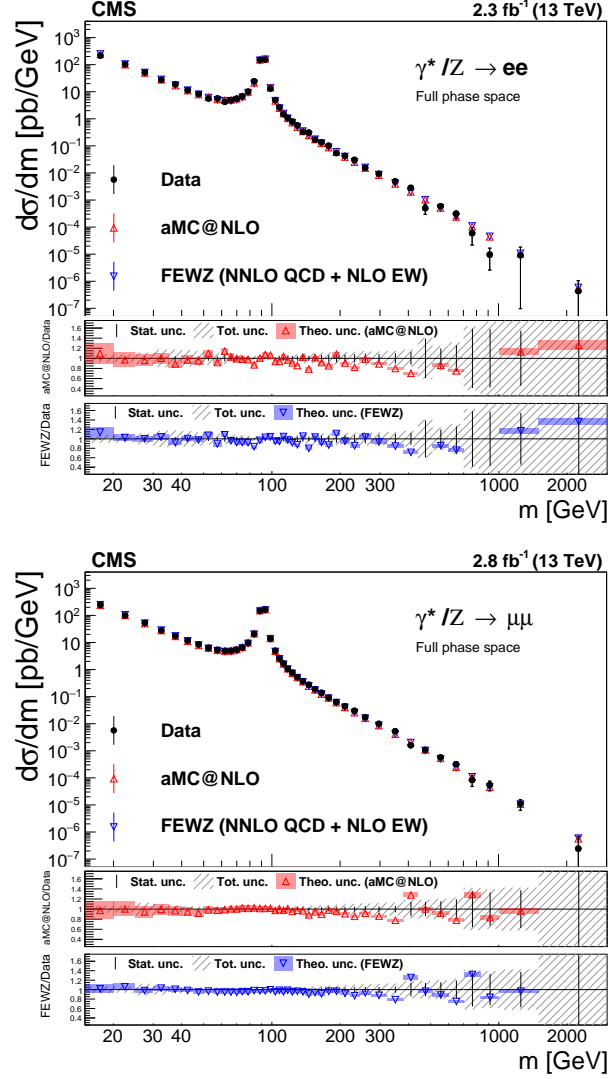 CMS 2.3 fb⁻¹ (13 TeV)
dσ/dm [pb/GeV]
10³
10²
10
1
10⁻¹
10⁻²
10⁻³
10⁻⁴
10⁻⁵
10⁻⁶
10⁻⁷
γ* /Z → ee
Full phase space
Data
aMC@NLO
FEWZ (NNLO QCD + NLO EW)
aMC@NLO/Data
1.6
1.4
1.2
1
0.8
0.6
0.4
Stat. unc. Tot. unc. Theo. unc. (aMC@NLO)
FEWZ/Data
1.6
1.4
1.2
1
0.8
0.6
0.4
Stat. unc. Tot. unc. Theo. unc. (FEWZ)
20 30 40 100 200 300 1000 2000
m [GeV]
CMS 2.8 fb⁻¹ (13 TeV)
dσ/dm [pb/GeV]
10³
10²
10
1
10⁻¹
10⁻²
10⁻³
10⁻⁴
10⁻⁵
10⁻⁶
10⁻⁷
γ* /Z → μμ
Full phase space
Data
aMC@NLO
FEWZ (NNLO QCD + NLO EW)
aMC@NLO/Data
1.6
1.4
1.2
1
0.8
0.6
0.4
Stat. unc. Tot. unc. Theo. unc. (aMC@NLO)
FEWZ/Data
1.6
1.4
1.2
1
0.8
0.6
0.4
Stat. unc. Tot. unc. Theo. unc. (FEWZ)
20 30 40 100 200 300 1000 2000
m [GeV]